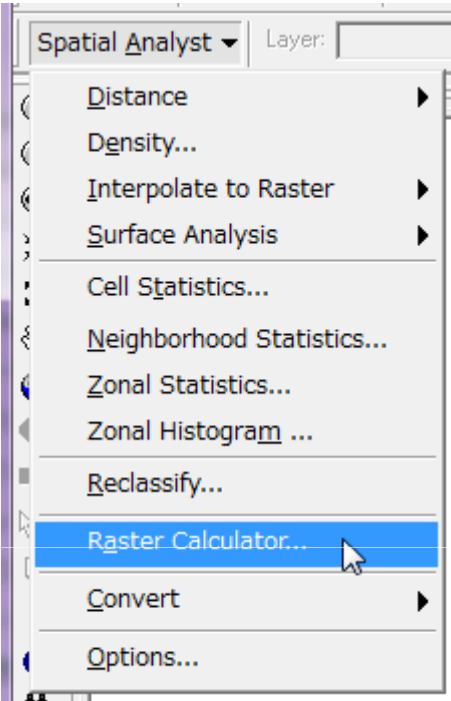 Spatial Analyst
Layer:
Distance
Density...
Interpolate to Raster
Surface Analysis
Cell Statistics...
Neighborhood Statistics...
Zonal Statistics...
Zonal Histogram ...
Reclassify...
Raster Calculator...
Convert
Options...